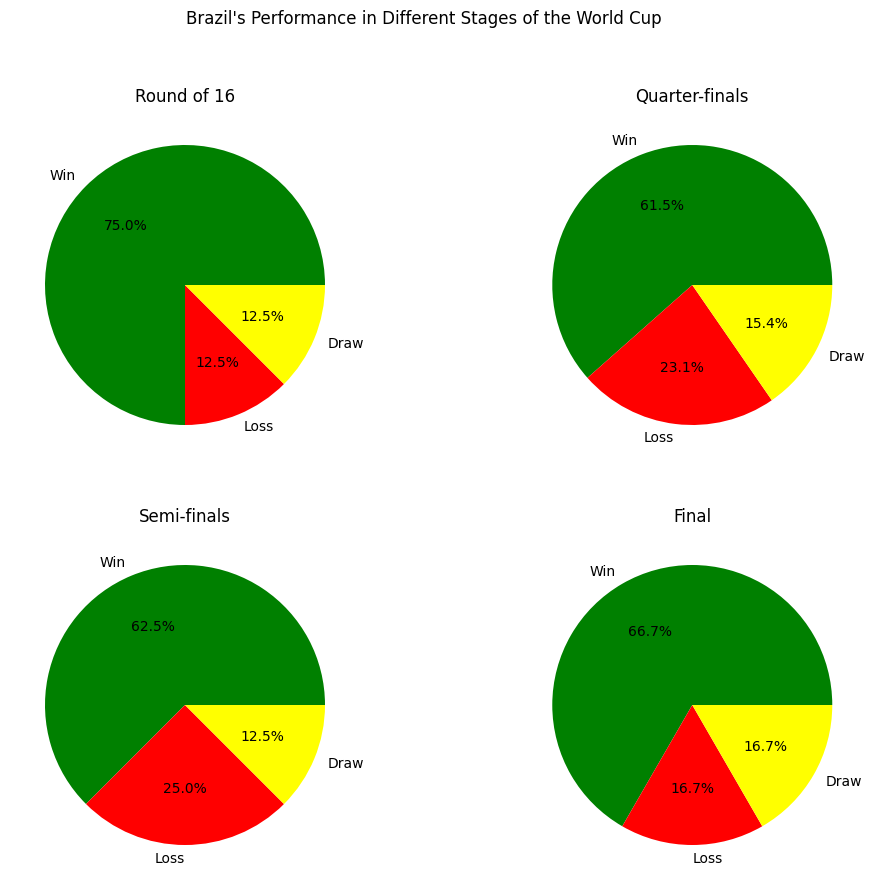 Brazil's Performance in Different Stages of the World Cup
Round of 16
Win
75.0%
12.5%
Draw
12.5%
Loss
Quarter-finals
Win
61.5%
15.4%
Draw
23.1%
Loss
Semi-finals
Win
62.5%
12.5%
Draw
25.0%
Loss
Final
Win
66.7%
16.7%
Draw
16.7%
Loss